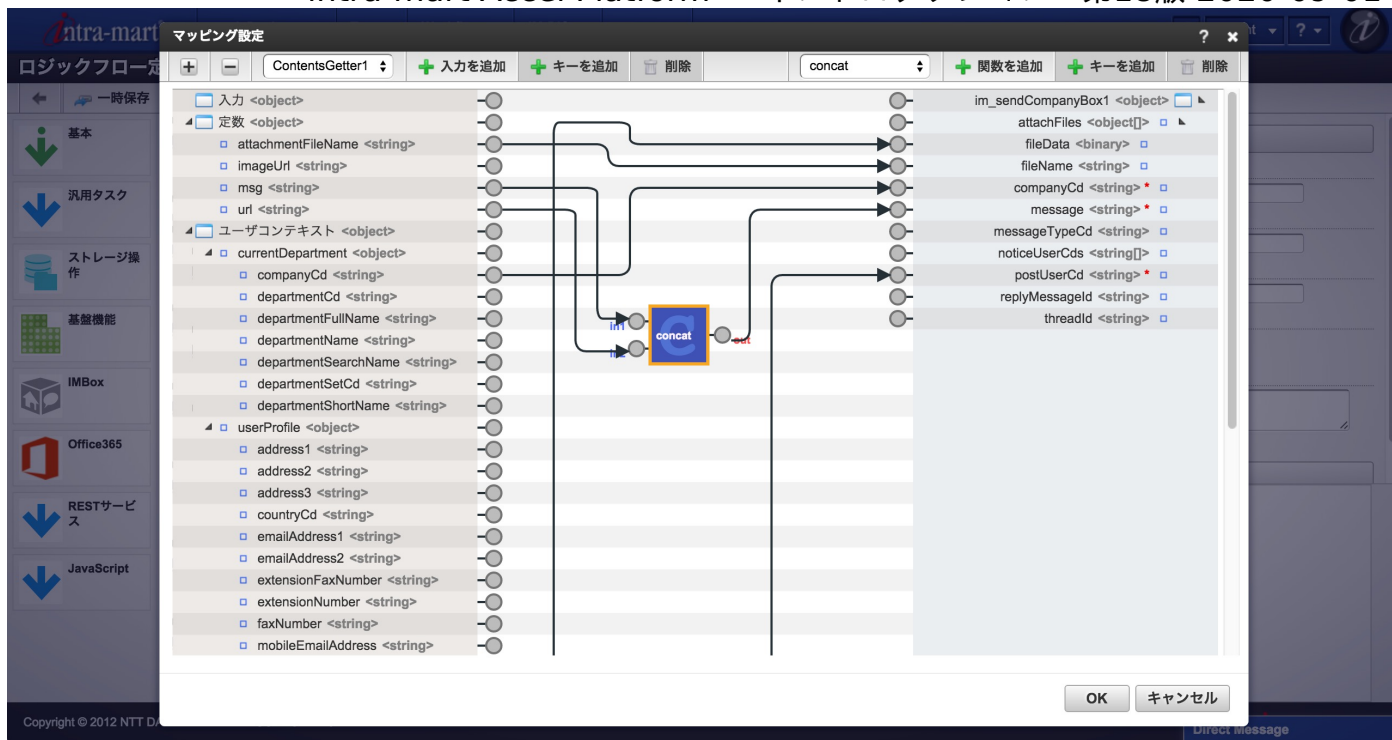 ntra-mart
マッピング設定
?
ロジックフロー定
ContentsGetter1
入力を追加
キーを追加
削除
concat
関数を追加
キーを追加
削除
一時保存
基本
汎用タスク
ストレージ操作
基盤機能
IMBox
Office365
RESTサービス
JavaScript
入力 <object>
定数 <object>
attachmentFileName <string>
imageUrl <string>
msg <string>
url <string>
ユーザコンテキスト <object>
currentDepartment <object>
companyCd <string>
departmentCd <string>
departmentFullName <string>
departmentName <string>
departmentSearchName <string>
departmentSetCd <string>
departmentShortName <string>
userProfile <object>
address1 <string>
address2 <string>
address3 <string>
countryCd <string>
emailAddress1 <string>
emailAddress2 <string>
extensionFaxNumber <string>
extensionNumber <string>
faxNumber <string>
mobileEmailAddress <string>
in1
in2
concat
out
im_sendCompanyBox1 <object>
attachFiles <object[]>
fileData <binary>
fileName <string>
companyCd <string> *
message <string> *
messageTypeCd <string>
noticeUserCds <string[]>
postUserCd <string> *
replyMessageId <string>
threadId <string>
OK
キャンセル
Copyright © 2012 NTT DA
Direct Message